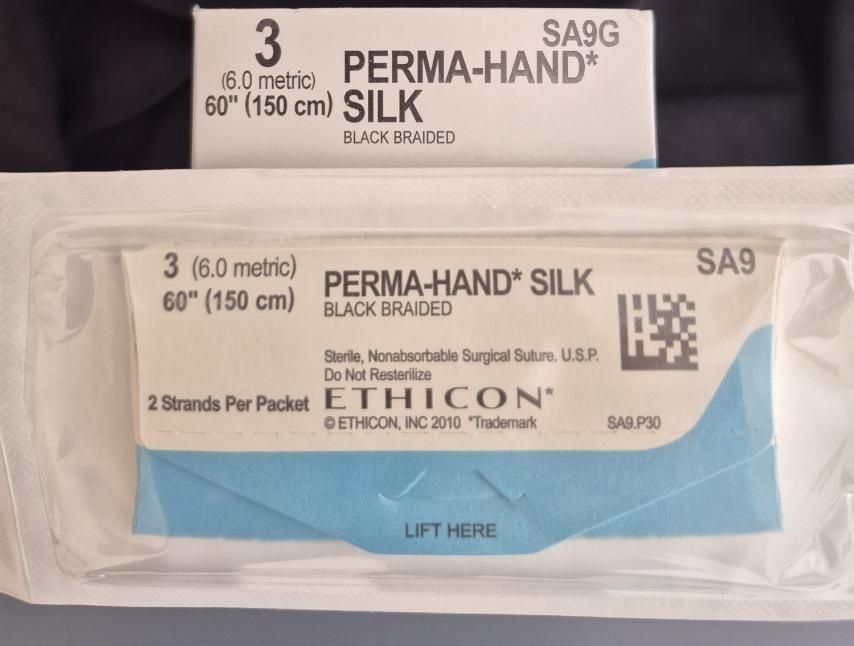 3
SA9G
(6.0 metric)
PERMA-HAND*
60" (150 cm)
SILK
BLACK BRAIDED
3 (6.0 metric)
SA9
60" (150 cm)
PERMA-HAND* SILK
BLACK BRAIDED
Sterile, Nonabsorbable Surgical Suture. U.S.P.
Do Not Resterilize
2 Strands Per Packet
ETHICON*
© ETHICON, INC 2010 *Trademark
SA9.P30
LIFT HERE